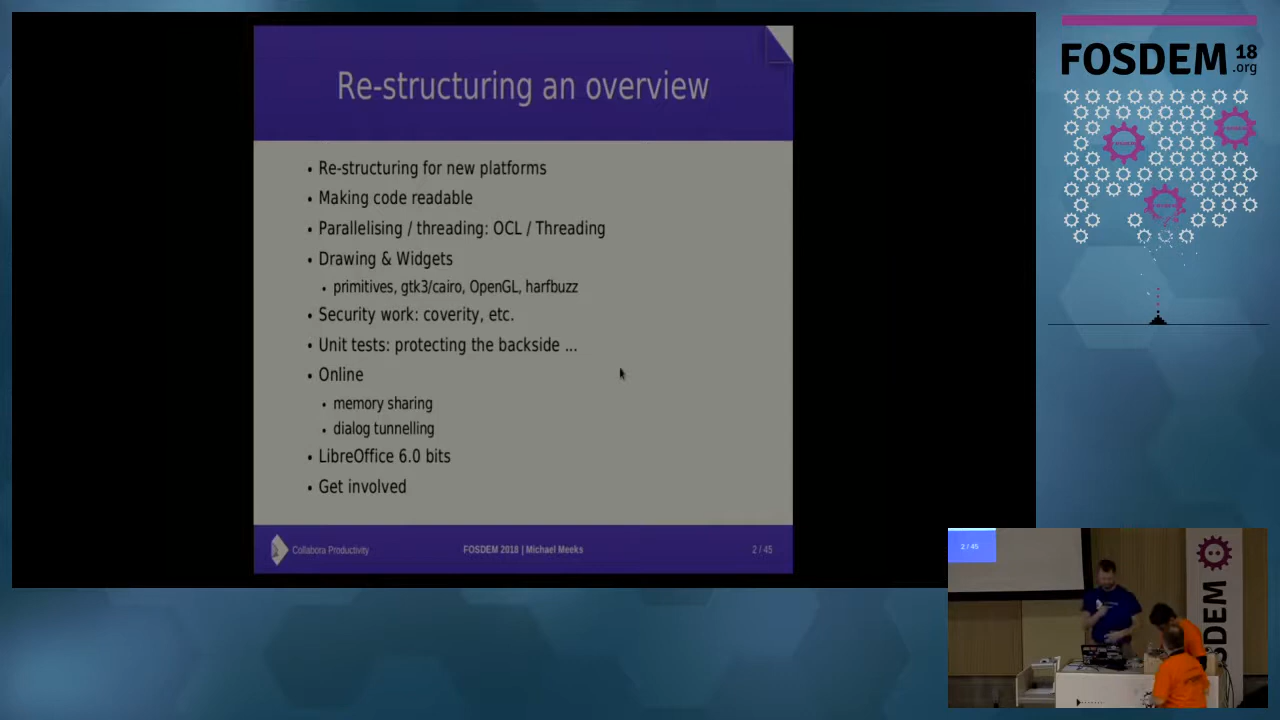 Re-structuring an overview
Re-structuring for new platforms
Making code readable
Parallelising / threading: OCL / Threading
Drawing & Widgets
primitives, gtk3/cairo, OpenGL, harfbuzz
Security work: coverity, etc.
Unit tests: protecting the backside ...
Online
memory sharing
dialog tunnelling
LibreOffice 6.0 bits
Get involved
Collabora Productivity
FOSDEM 2018 | Michael Meeks
2 / 45
FOSDEM 18
.org
2 / 45
SDEM